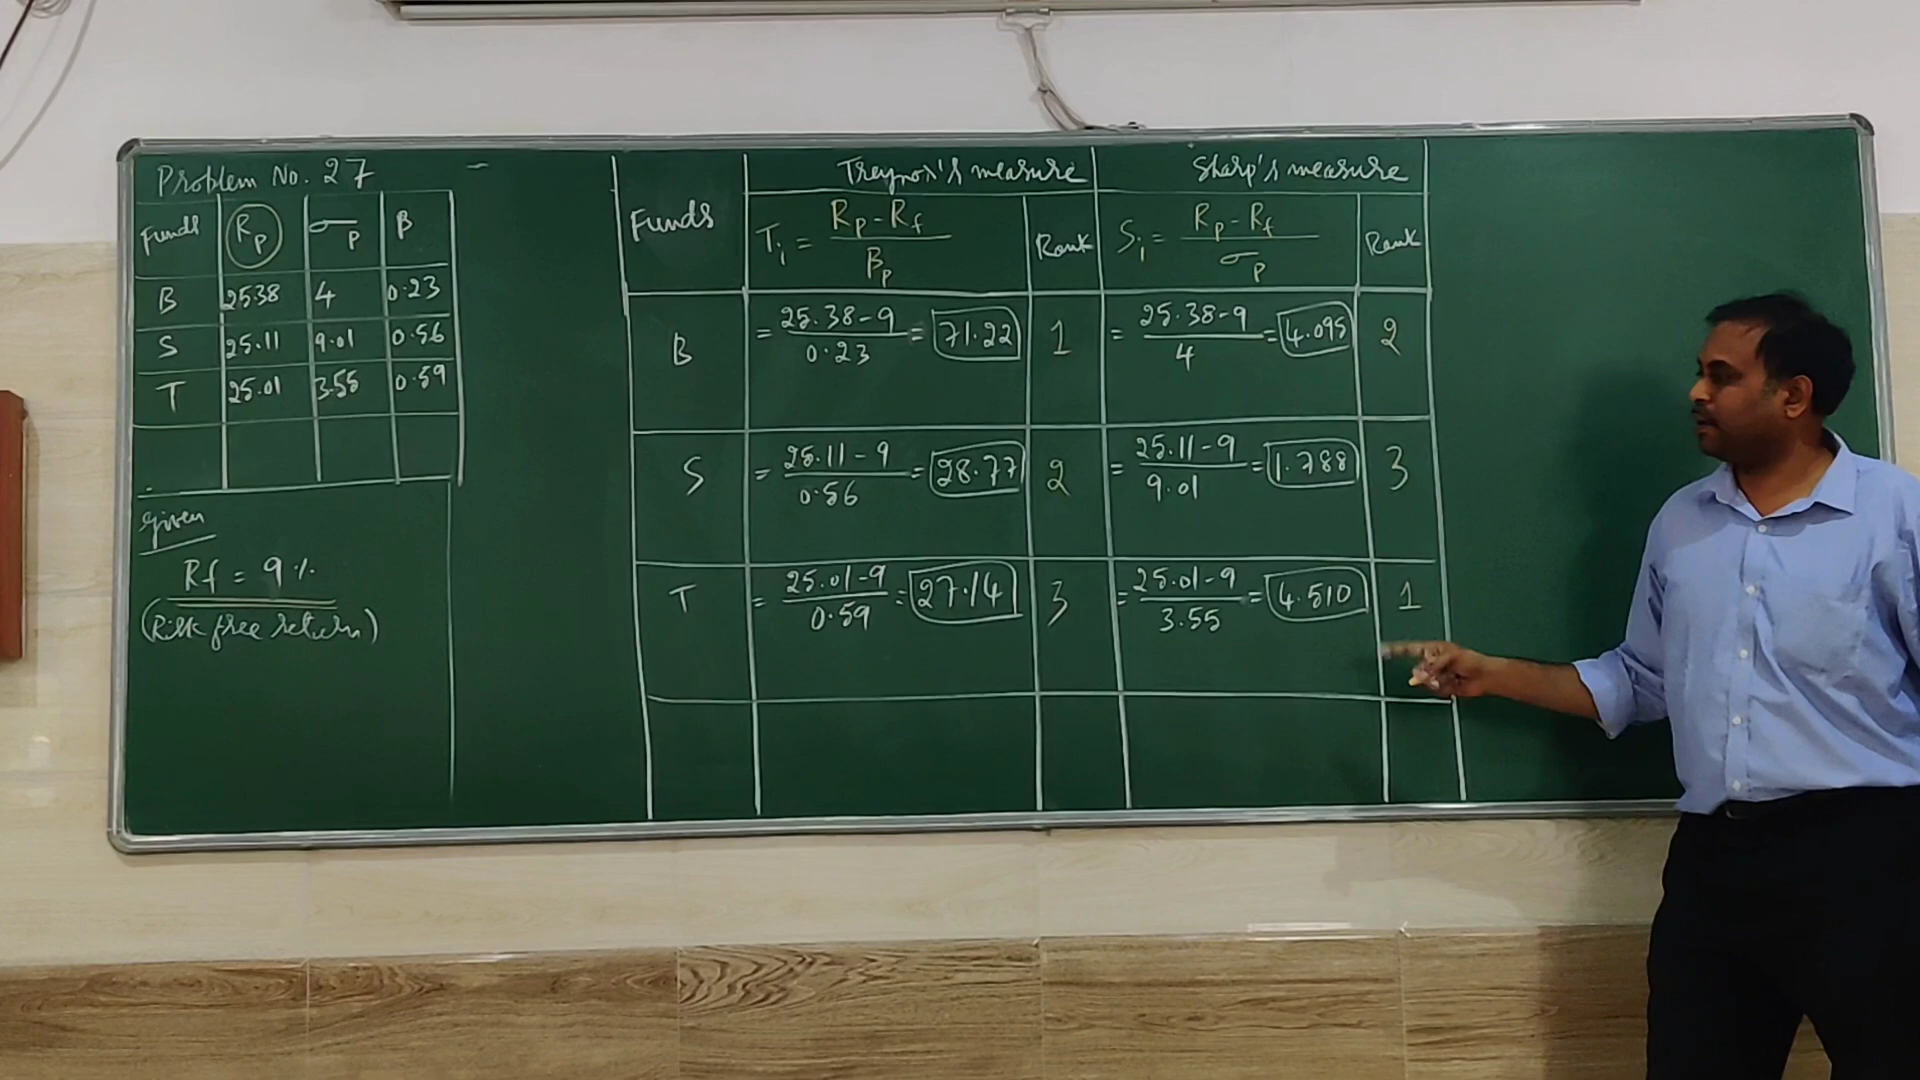 Problem No. 27
Funds Rp σp β
B 25.38 4 0.23
S 25.11 9.01 0.56
T 25.01 3.55 0.59
Given
Rf = 9%
(Risk free return)
Treynor's measure Sharp's measure
Funds Ti = Rp - Rf / βp Rank Si = Rp - Rf / σp Rank
B = 25.38 - 9 / 0.23 = 71.22 1 = 25.38 - 9 / 4 = 4.095 2
S = 25.11 - 9 / 0.56 = 28.77 2 = 25.11 - 9 / 9.01 = 1.788 3
T = 25.01 - 9 / 0.59 = 27.14 3 = 25.01 - 9 / 3.55 = 4.510 1